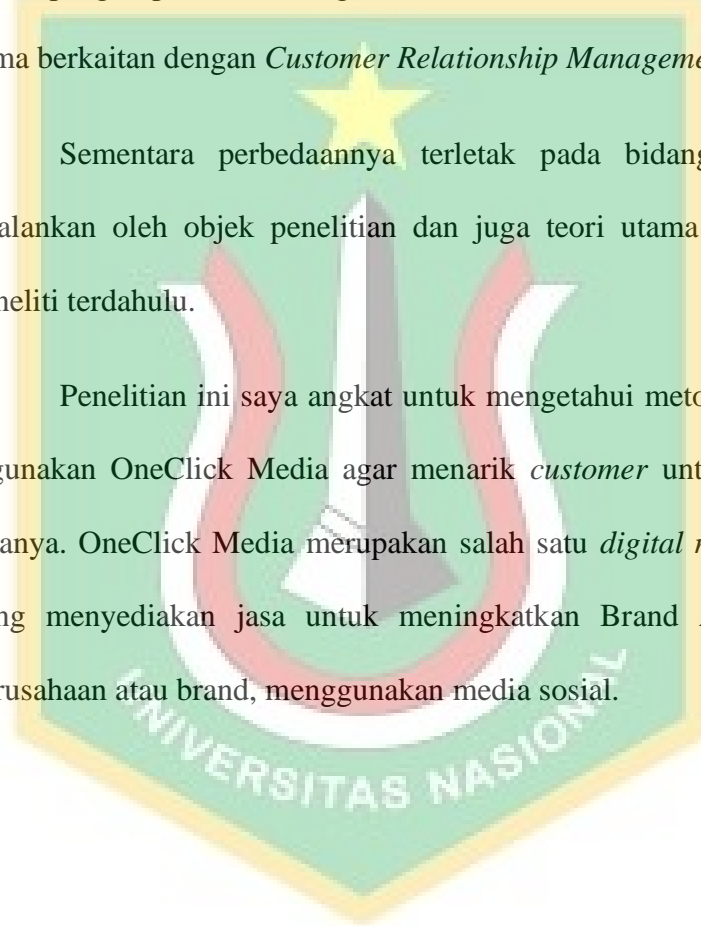 ma berkaitan dengan Customer Relationship Manageme
Sementara perbedaannya terletak pada bidang
alankan oleh objek penelitian dan juga teori utama
neliti terdahulu.
Penelitian ini saya angkat untuk mengetahui meto
gunakan OneClick Media agar menarik customer unt
anya. OneClick Media merupakan salah satu digital
ng menyediakan jasa untuk meningkatkan Brand
rusahaan atau brand, menggunakan media sosial.
UNIVERSITAS NASIONAL